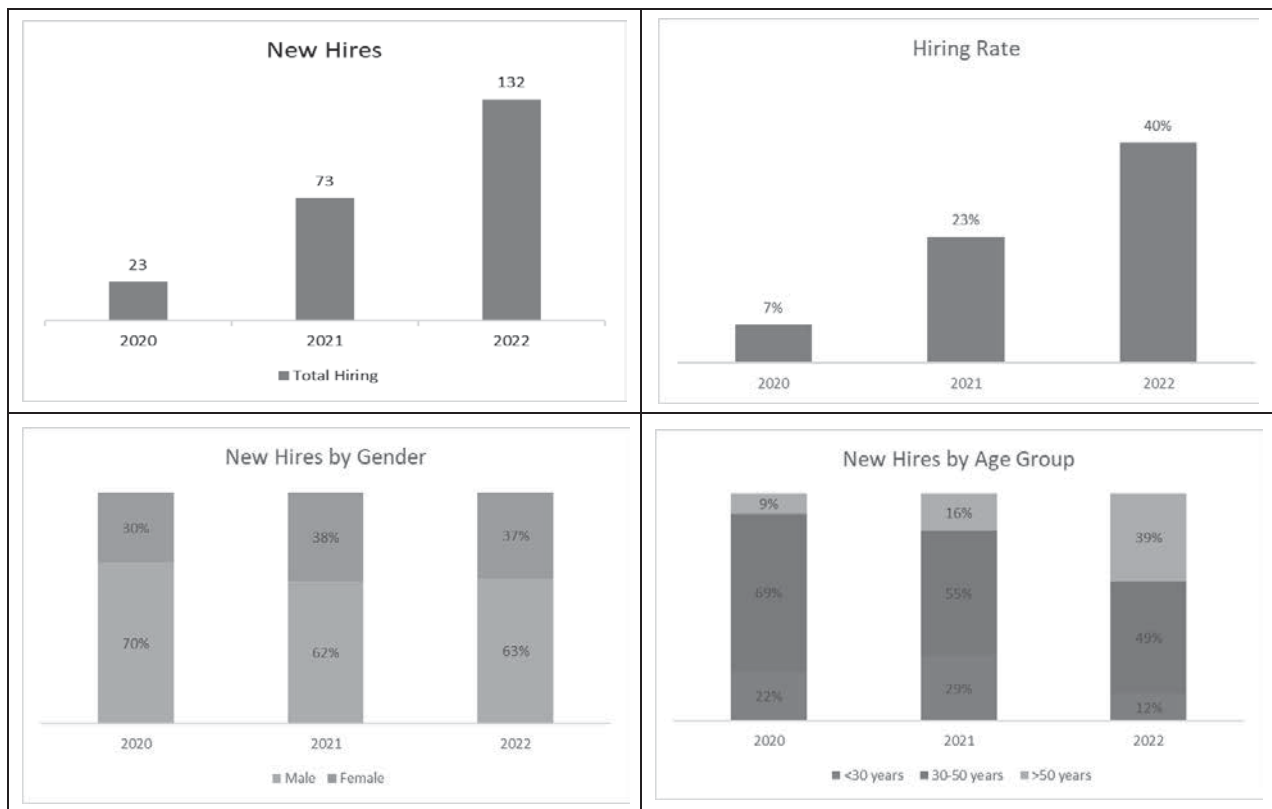 New Hires
132
73
23
2020 2021 2022
Total Hiring
Hiring Rate
40%
23%
7%
2020 2021 2022
New Hires by Gender
30% 38% 37%
70% 62% 63%
2020 2021 2022
Male Female
New Hires by Age Group
9% 16% 39%
69% 55% 49%
22% 29% 12%
2020 2021 2022
<30 years 30-50 years >50 years